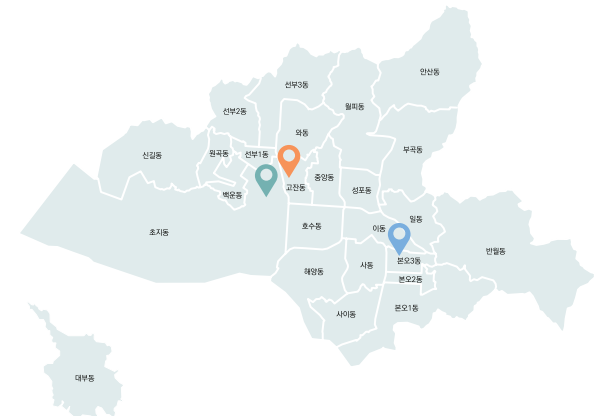 안산동
선부3동
월피동
선부2동
와동
부곡동
신길동
원곡동
선부1동
중앙동
고잔동
성포동
백운동
일동
호수동
이동
초지동
반월동
본오3동
사동
해양동
본오2동
본오1동
사이동
대부동